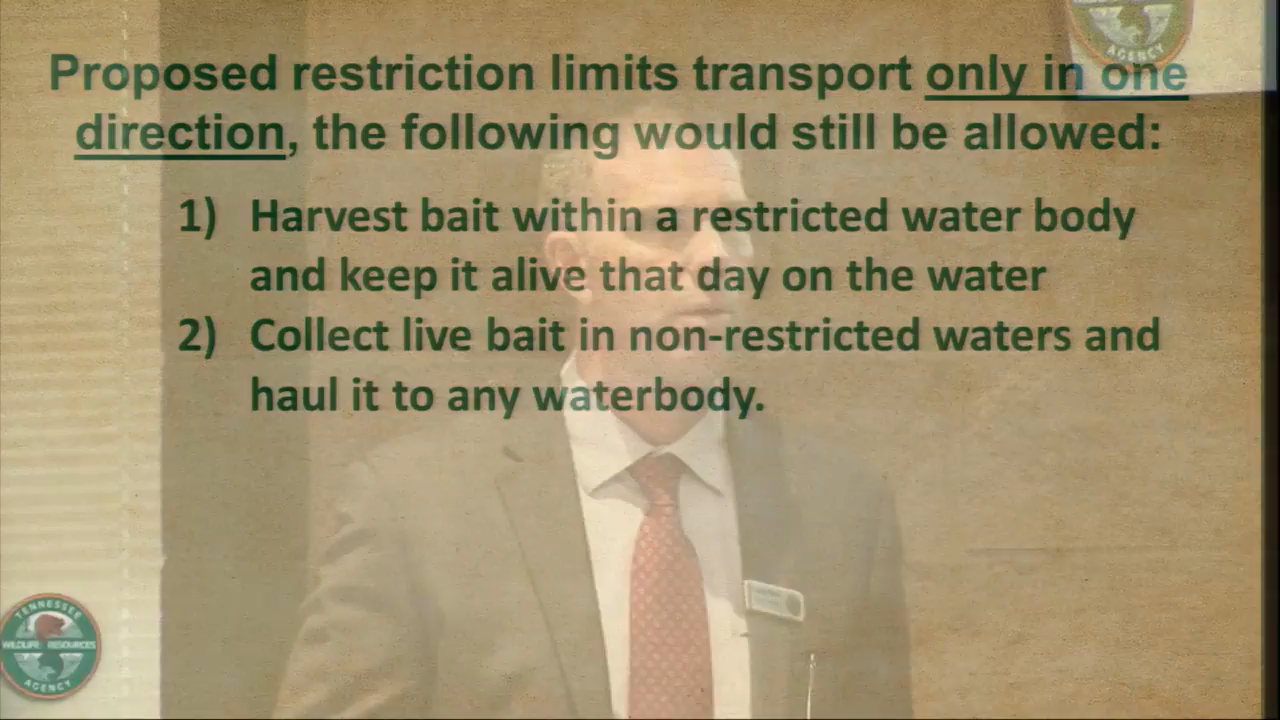 AGENCY
Proposed restriction limits transport only in one
direction, the following would still be allowed:
1) Harvest bait within a restricted water body
and keep it alive that day on the water
2) Collect live bait in non-restricted waters and
haul it to any waterbody.
TENNESSEE
WILDLIFE RESOURCES
AGENCY